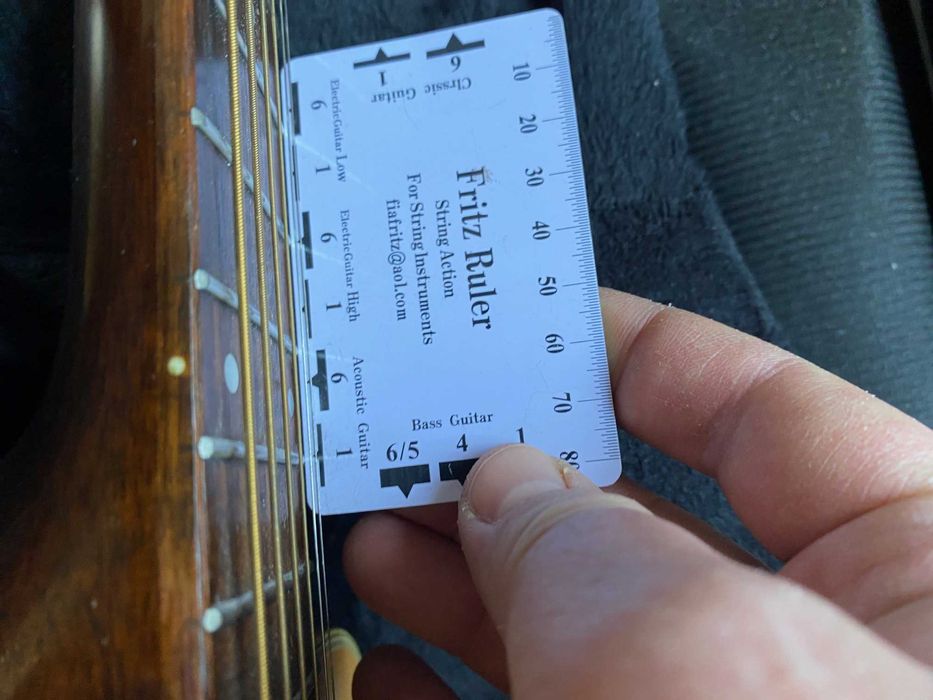 Fritz Ruler
String Action
For String Instruments
fiafritz@aol.com
6
1
Clrssic Guitar
6
1
ElectricGuitar Low
6
1
ElectricGuitar High
6
1
Acoustic Guitar
Bass Guitar
6/5
4
1
10
20
30
40
50
60
70
80